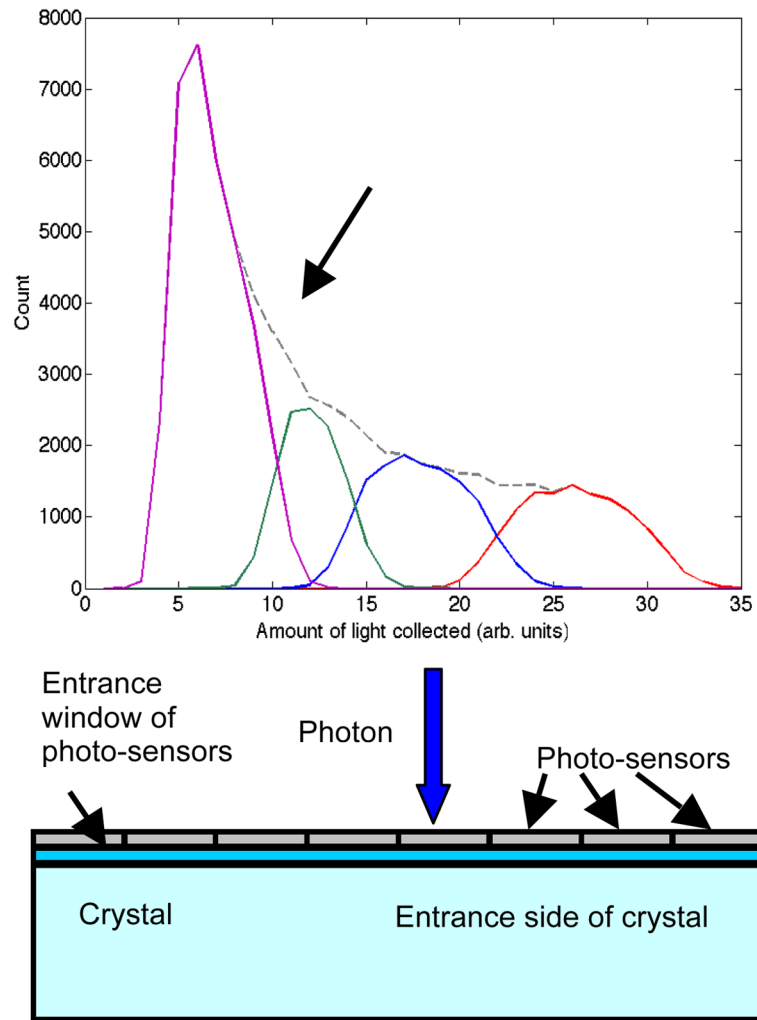 8000
7000
6000
5000
4000
3000
2000
1000
0
Count
0 5 10 15 20 25 30 35
Amount of light collected (arb. units)
Entrance
window of
photo-sensors
Photon
Photo-sensors
Crystal
Entrance side of crystal